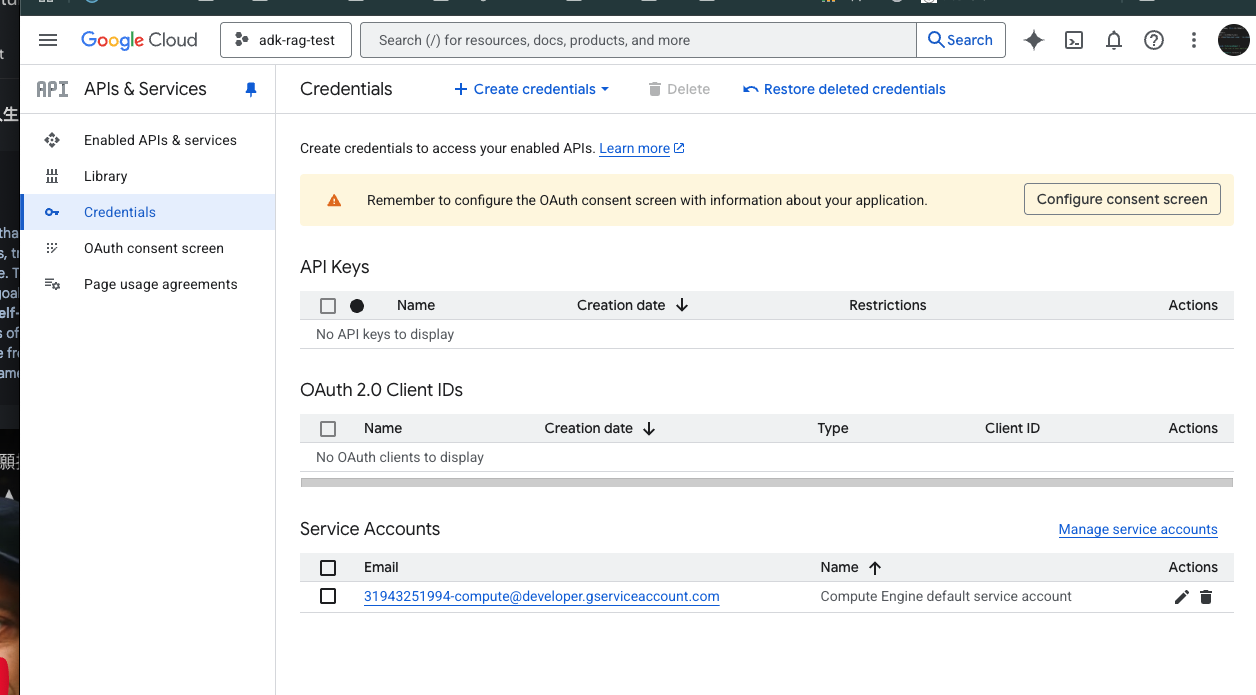 Google Cloud
adk-rag-test
Search (/) for resources, docs, products, and more
Search
API
APIs & Services
Credentials
Create credentials
Delete
Restore deleted credentials
Enabled APIs & services
Library
Credentials
OAuth consent screen
Page usage agreements
Create credentials to access your enabled APIs. Learn more
Remember to configure the OAuth consent screen with information about your application.
Configure consent screen
API Keys
Name Creation date Restrictions Actions
No API keys to display
OAuth 2.0 Client IDs
Name Creation date Type Client ID Actions
No OAuth clients to display
Service Accounts
Manage service accounts
Email Name Actions
31943251994-compute@developer.gserviceaccount.com Compute Engine default service account